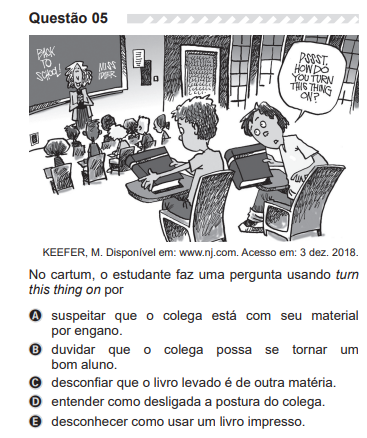 Questão 05
BACK
TO
SCHOOL!
MISS
PSSST.
HOW DO
YOU TURN
THIS THING
ON?
KEEFER, M. Disponível em: www.nj.com. Acesso em: 3 dez. 2018.
No cartum, o estudante faz uma pergunta usando turn
this thing on por
A suspeitar que o colega está com seu material
por engano.
B duvidar que o colega possa se tornar um
bom aluno.
C desconfiar que o livro levado é de outra matéria.
D entender como desligada a postura do colega.
E desconhecer como usar um livro impresso.